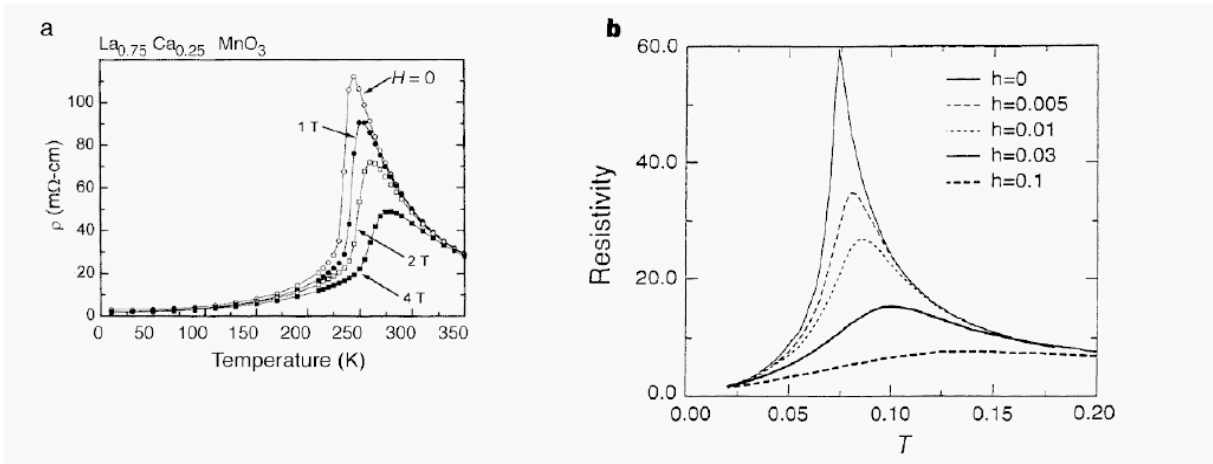 a
La0.75 Ca0.25 MnO3
H = 0
1 T
2 T
4 T
ρ (mΩ-cm)
100
80
60
40
20
0
0 50 100 150 200 250 300 350
Temperature (K)
b
60.0
40.0
20.0
0.0
Resistivity
h=0
h=0.005
h=0.01
h=0.03
h=0.1
0.00 0.05 0.10 0.15 0.20
T